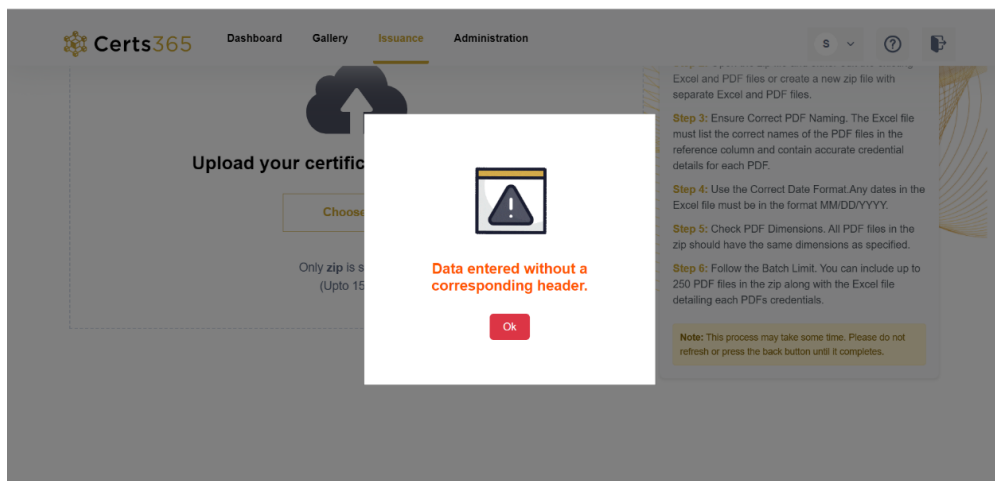 Certs365
Dashboard Gallery Issuance Administration
S
Excel and PDF files or create a new zip file with
separate Excel and PDF files.
Step 3: Ensure Correct PDF Naming. The Excel file
must list the correct names of the PDF files in the
reference column and contain accurate credential
details for each PDF.
Step 4: Use the Correct Date Format.Any dates in the
Excel file must be in the format MM/DD/YYYY.
Step 5: Check PDF Dimensions. All PDF files in the
zip should have the same dimensions as specified.
Step 6: Follow the Batch Limit. You can include up to
250 PDF files in the zip along with the Excel file
detailing each PDFs credentials.
Note: This process may take some time. Please do not
refresh or press the back button until it completes.
Upload your certific
Choose
Only zip is s
(Upto 15
Data entered without a
corresponding header.
Ok